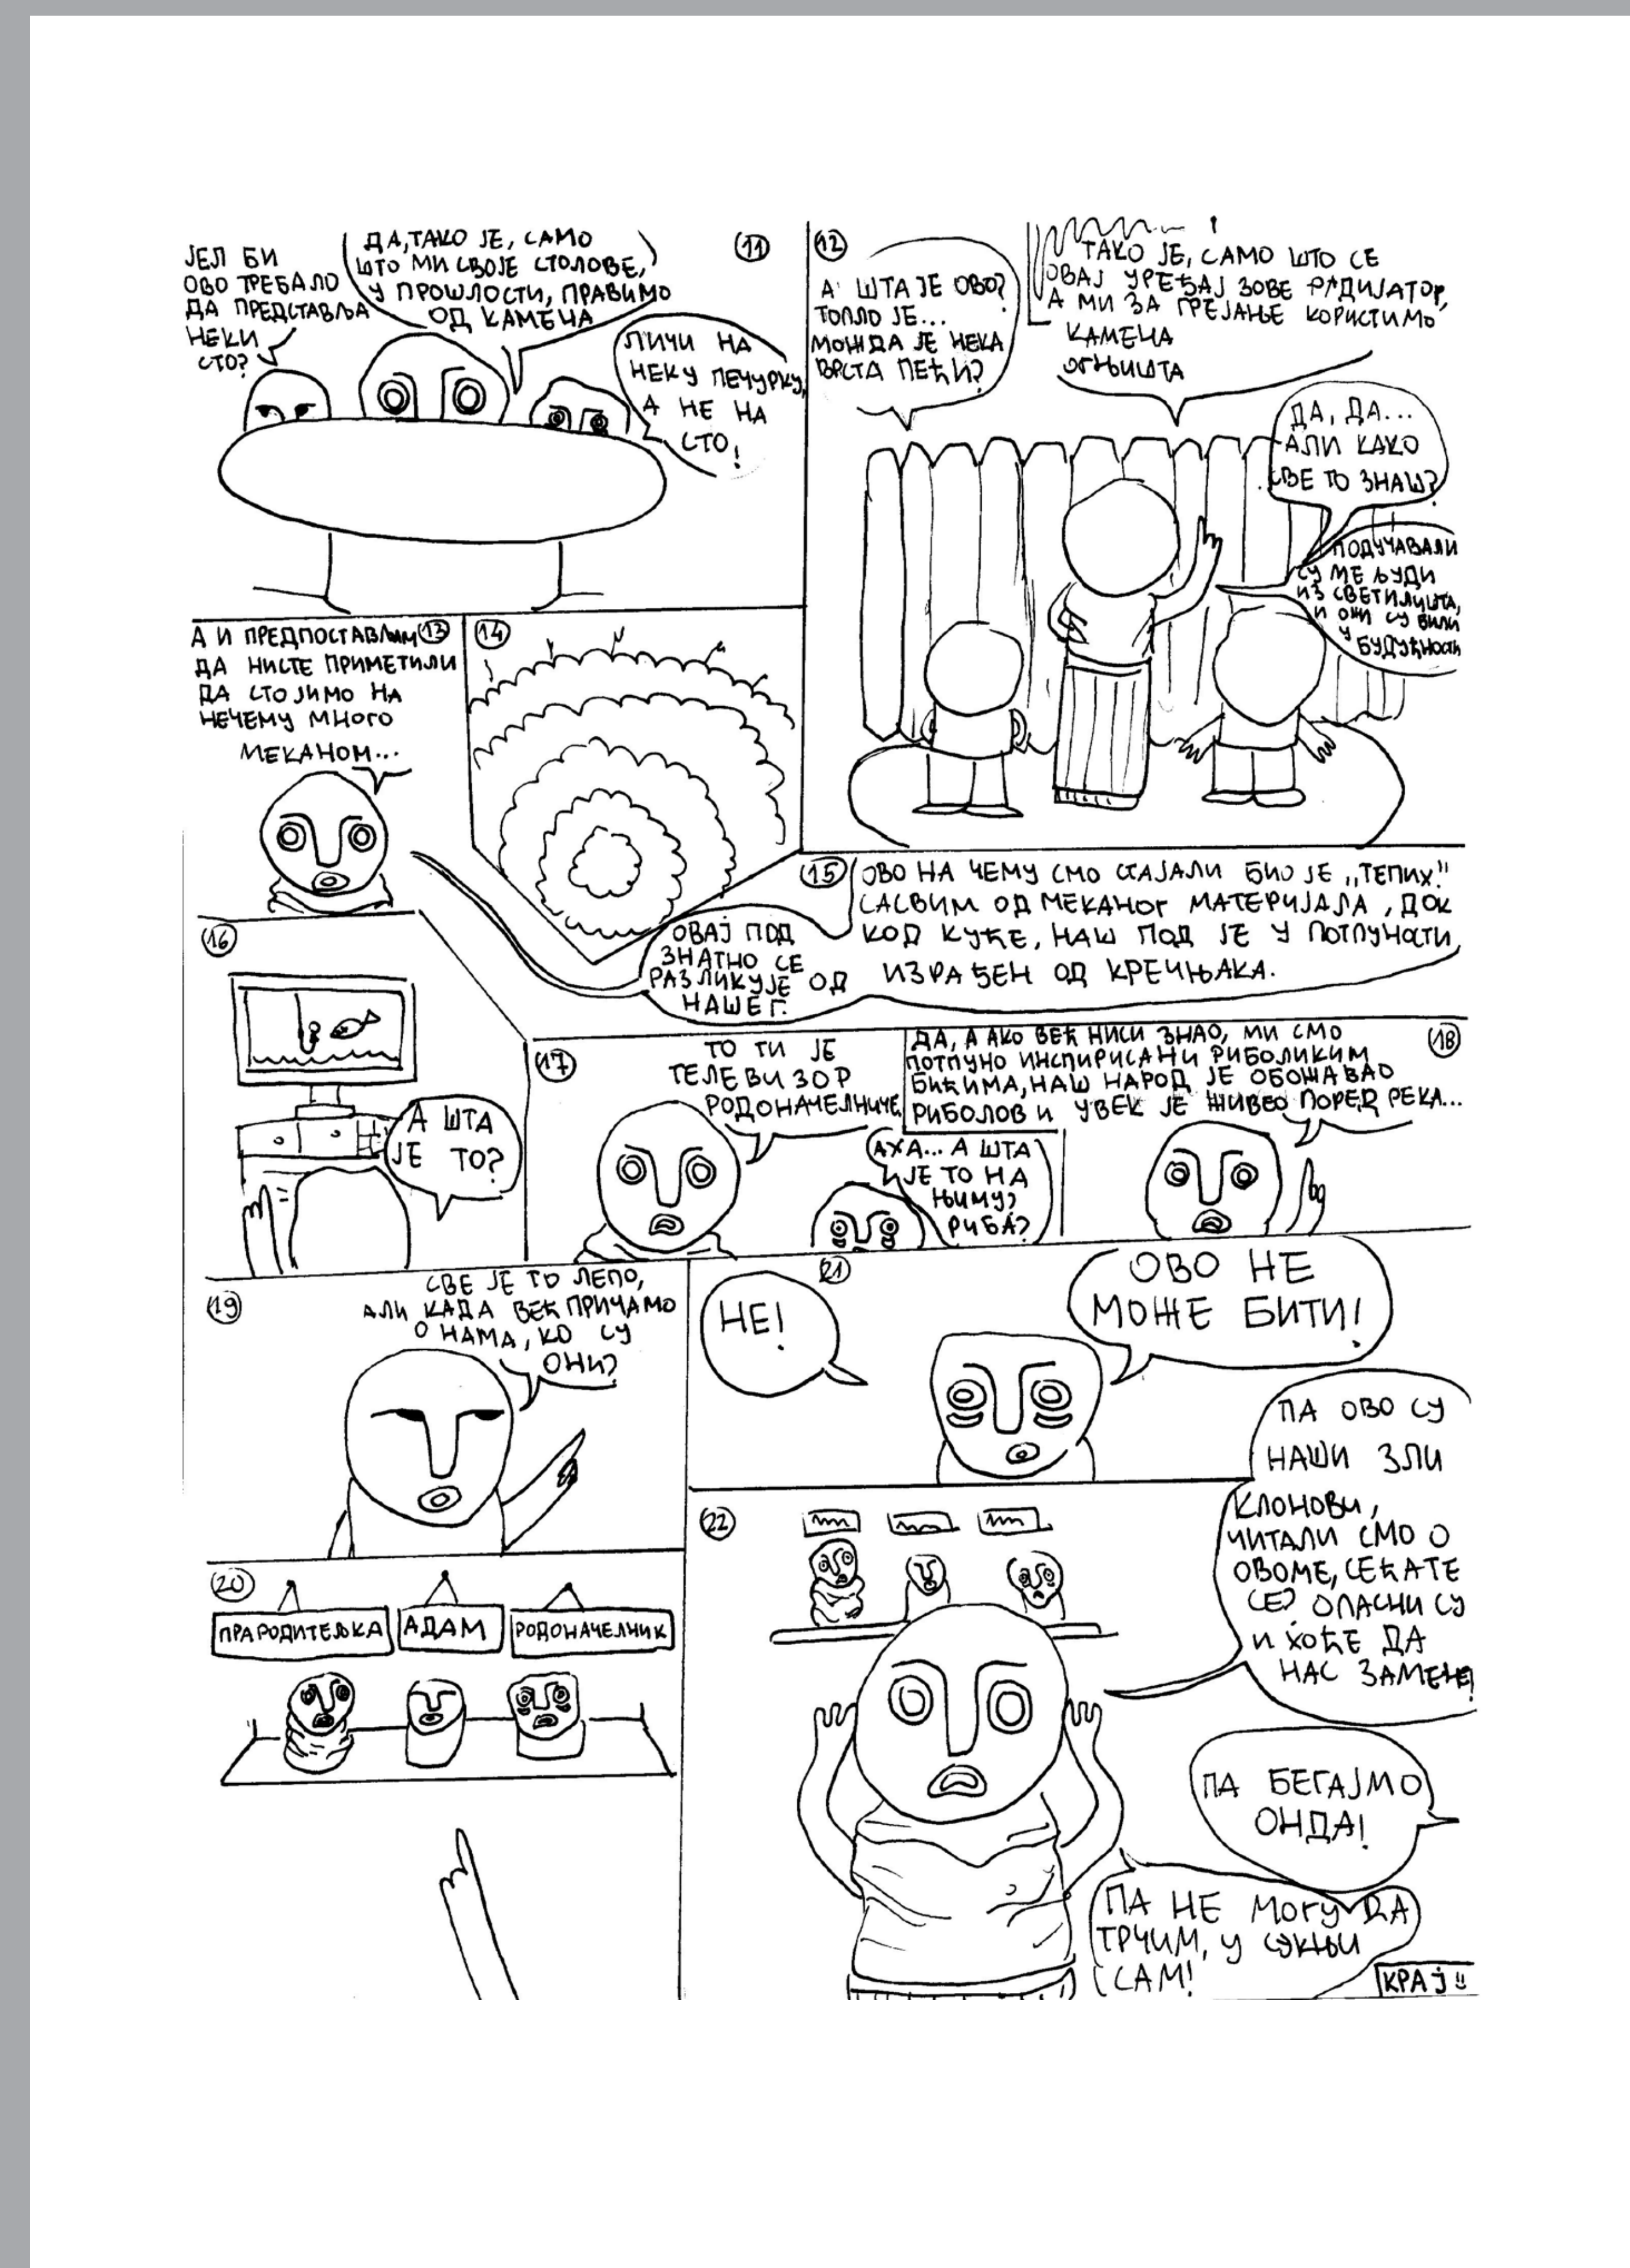 11
ЈЕЛ БИ
ОВО ТРЕБАЛО
ДА ПРЕДСТАВЉА
НЕКИ
СТО?
ДА, ТАКО ЈЕ, САМО
ШТО МИ СВОЈЕ СТОЛОВЕ,
У ПРОШЛОСТИ, ПРАВИМО
ОД КАМЕНА
ЛИЧИ НА
НЕКУ ПЕЧУРКУ,
А НЕ НА
СТО!
12
А ШТА ЈЕ ОВО?
ТОПЛО ЈЕ...
МОЖДА ЈЕ НЕКА
ВРСТА ПЕЋИ?
ТАКО ЈЕ, САМО ШТО СЕ
ОВАЈ УРЕЂАЈ ЗОВЕ РАДИЈАТОР,
А МИ ЗА ГРЕЈАЊЕ КОРИСТИМО
КАМЕНА
ОГЊИШТА
ДА, ДА...
АЛИ КАКО
СВЕ ТО ЗНАШ?
ПОДУЧАВАЛИ
СУ МЕ ЉУДИ
ИЗ СВЕТИЛИШТА,
И ОНИ СУ БИЛИ
У
БУДУЋНОСТИ
13
А И ПРЕДПОСТАВЉАМ
ДА НИСТЕ ПРИМЕТИЛИ
ДА СТОЈИМО НА
НЕЧЕМУ МНОГО
МЕКАНОМ...
14
15
ОВАЈ ПОД
ЗНАТНО СЕ
РАЗЛИКУЈЕ ОД
НАШЕГ.
ОВО НА ЧЕМУ СМО СТАЈАЛИ БИО ЈЕ „ТЕПИХ“
САСВИМ ОД МЕКАНОГ МАТЕРИЈАЛА, ДОК
КОД КУЋЕ, НАШ ПОД ЈЕ У ПОТПУНОСТИ,
ИЗРАЂЕН ОД КРЕЧЊАКА.
16
А ШТА
ЈЕ ТО?
17
ТО ТИ ЈЕ
ТЕЛЕВИЗОР
РОДОНАЧЕЛНИЧЕ
АХА... А ШТА
ЈЕ ТО НА
ЊИМУ?
РИБА?
18
ДА, А АКО ВЕЋ НИСИ ЗНАО, МИ СМО
ПОТПУНО ИНСПИРИСАНИ РИБОЛИКИМ
БИЋИМА, НАШ НАРОД ЈЕ ОБОЖАВАО
РИБОЛОВ И УВЕК ЈЕ ЖИВЕО ПОРЕД РЕКА...
19
СВЕ ЈЕ ТО ЛЕПО,
АЛИ КАДА ВЕЋ ПРИЧАМО
О НАМА, КО СУ
ОНИ?
20
ПРАРОДИТЕЉКА
АДАМ
РОДОНАЧЕЛНИК
21
НЕ!
ОВО НЕ
МОЖЕ БИТИ!
22
ПА ОВО СУ
НАШИ ЗЛИ
КЛОНОВИ,
ЧИТАЛИ СМО О
ОВОМЕ, СЕЋАТЕ
СЕ? ОПАСНИ СУ
И ХОЋЕ ДА
НАС ЗАМЕНЕ!
ПА БЕГАЈМО
ОНДА!
ПА НЕ МОГУ ДА
ТРЧИМ, У СУКЊИ
САМ!
КРАЈ!!